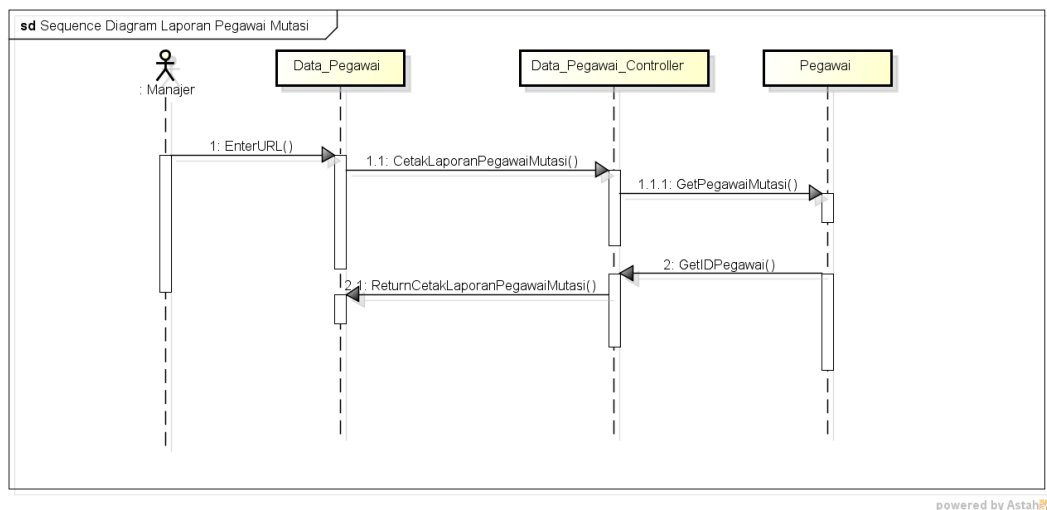 sd Sequence Diagram Laporan Pegawai Mutasi
: Manajer
Data_Pegawai
Data_Pegawai_Controller
Pegawai
1: EnterURL()
1.1: CetakLaporanPegawaiMutasi()
1.1.1: GetPegawaiMutasi()
2: GetIDPegawai()
2.1: ReturnCetakLaporanPegawaiMutasi()
powered by Astah